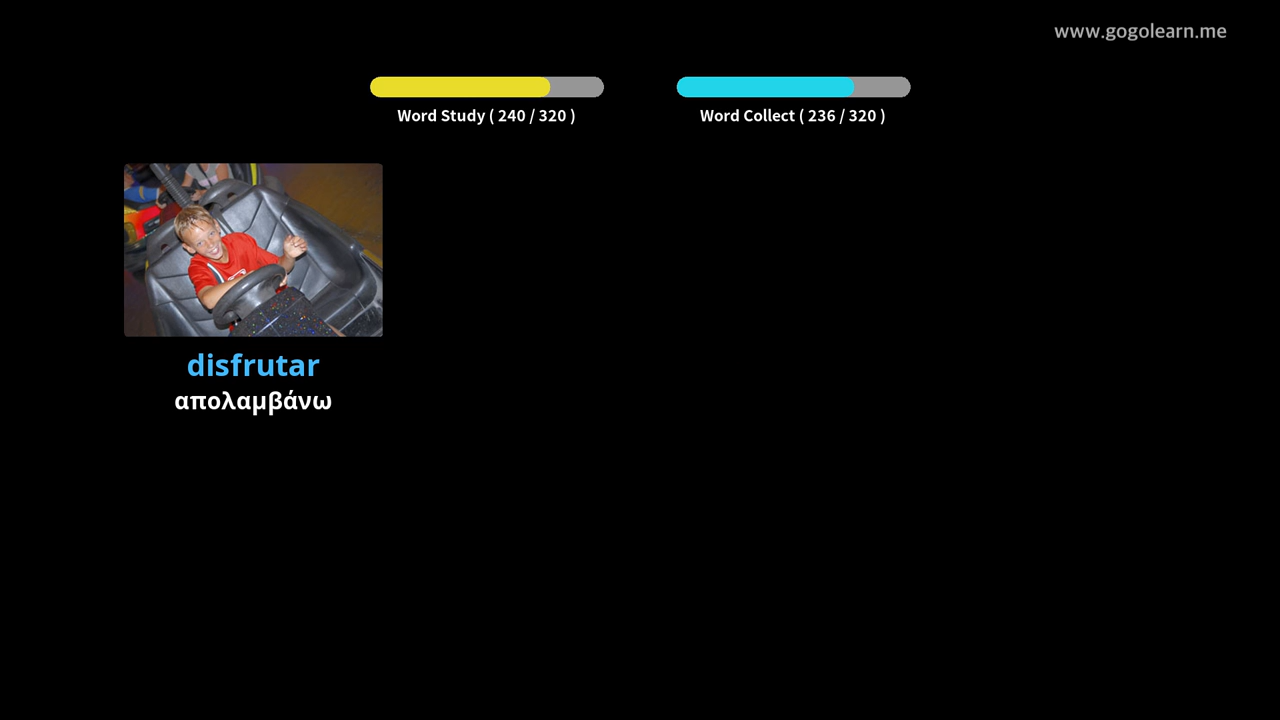 www.gogolearn.me
Word Study ( 240 / 320 )
Word Collect ( 236 / 320 )
disfrutar
απολαμβάνω